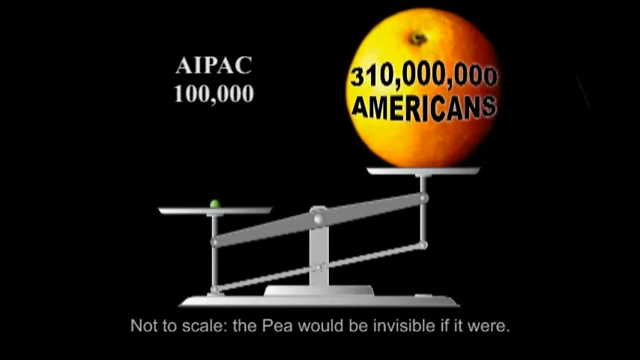 AIPAC
100,000
310,000,000
AMERICANS
Not to scale: the Pea would be invisible if it were.